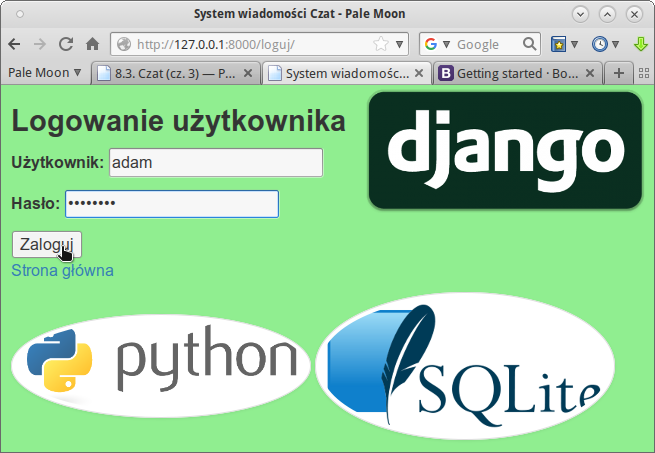 System wiadomości Czat - Pale Moon
http://127.0.0.1:8000/loguj/
Google
Pale Moon
8.3. Czat (cz. 3) — P...
System wiadomośc...
Getting started · Bo...
Logowanie użytkownika
django
Użytkownik: adam
Hasło: ••••••••
Zaloguj
Strona główna
python
SQLite